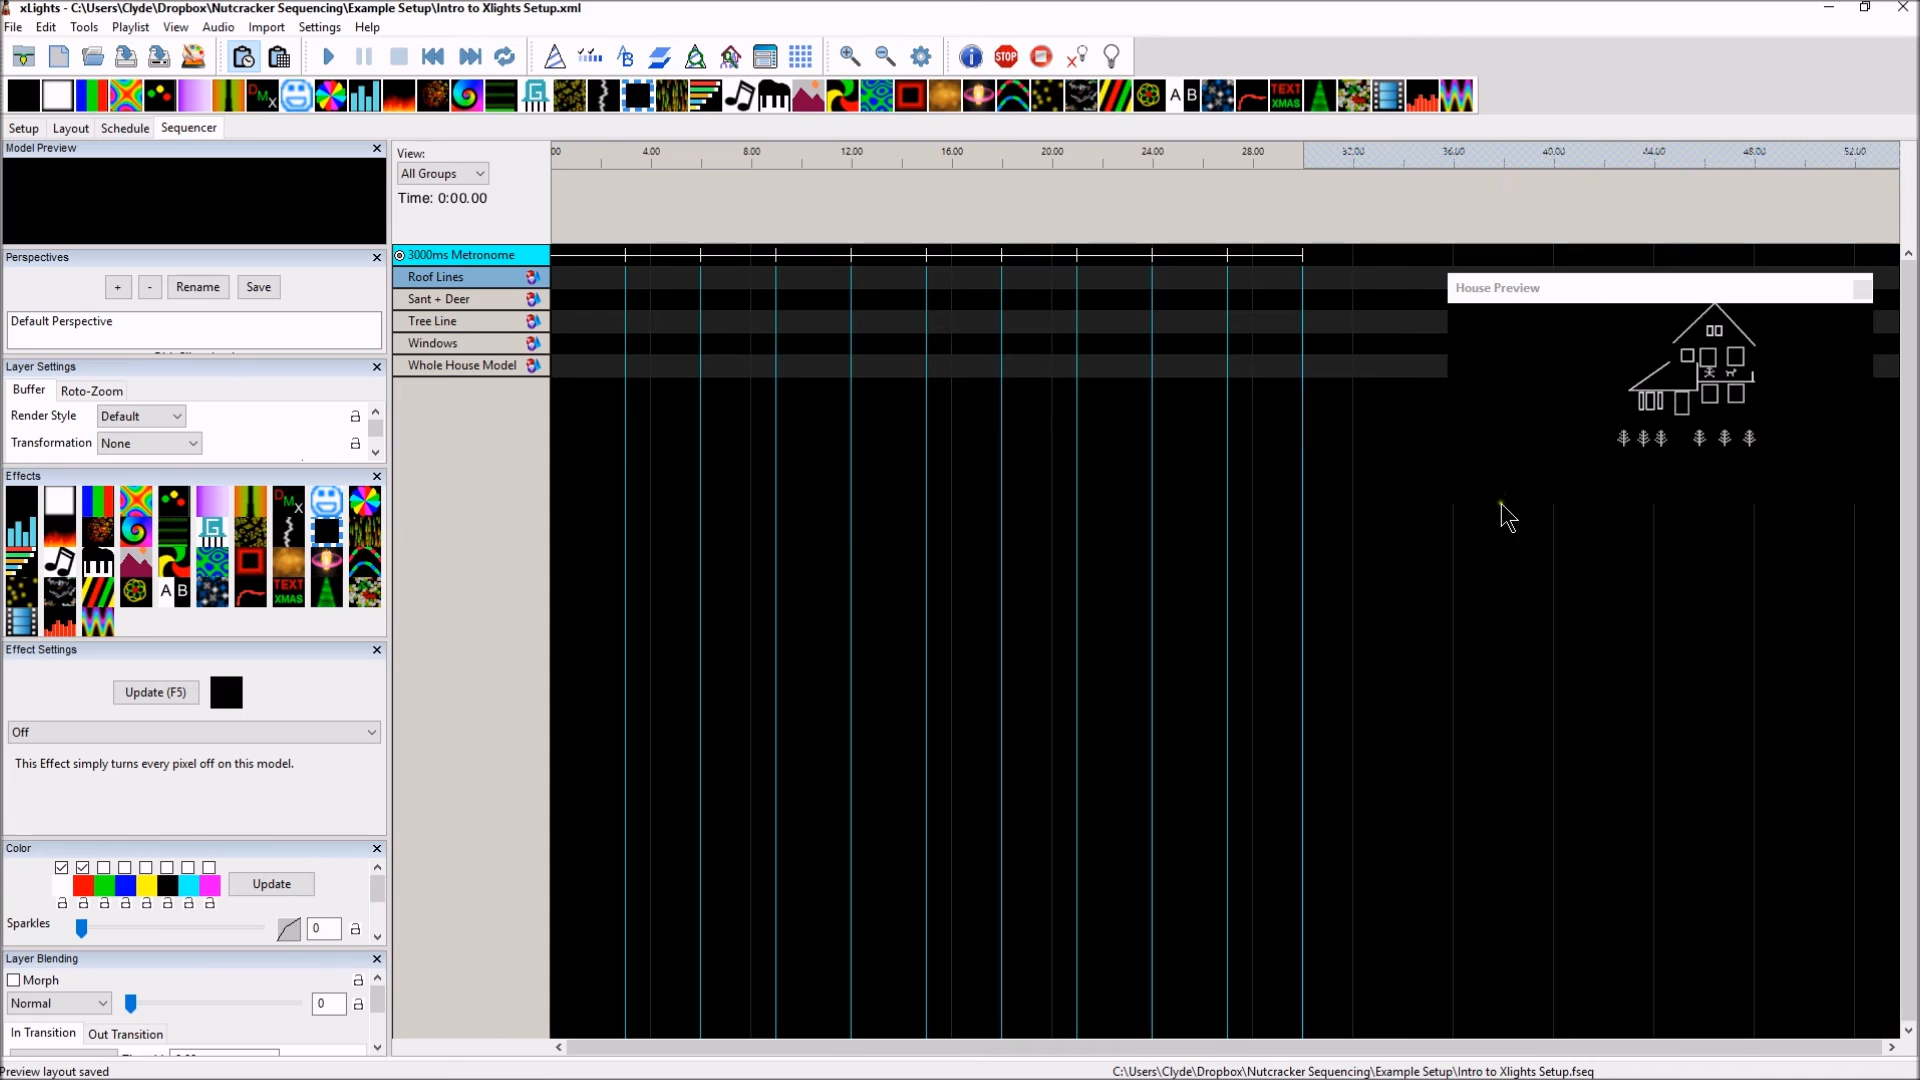 xLights - C:\Users\Clyde\Dropbox\Nutcracker Sequencing\Example Setup\Intro to Xlights Setup.xml
File Edit Tools Playlist View Audio Import Settings Help
DMX
A B
TEXT
XMAS
Setup Layout Schedule Sequencer
Model Preview
View:
All Groups
Time: 0:00.00
00 4.00 8.00 12.00 16.00 20.00 24.00 28.00 32.00 36.00 40.00 44.00 48.00 52.00
Perspectives
+ - Rename Save
Default Perspective
3000ms Metronome
Roof Lines
Sant + Deer
Tree Line
Windows
Whole House Model
House Preview
Layer Settings
Buffer Roto-Zoom
Render Style Default
Transformation None
Effects
DMX
A B
TEXT
XMAS
Effect Settings
Update (F5)
Off
This Effect simply turns every pixel off on this model.
Color
Update
Sparkles 0
Layer Blending
Morph
Normal 0
In Transition Out Transition
Preview layout saved
C:\Users\Clyde\Dropbox\Nutcracker Sequencing\Example Setup\Intro to Xlights Setup.fseq